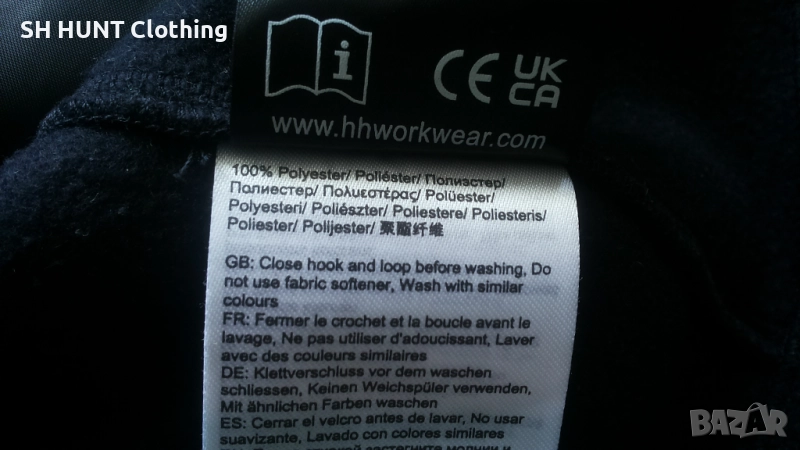 SH HUNT Clothing
i
CE UK
CA
www.hhworkwear.com
100% Polyester/ Poliéster/ Полиэстер/
Полиестер/ Πολυεστέρας/ Polüester/
Polyesteri/ Poliészter/ Poliestere/ Poliesteris/
Poliester/ Polijester/ 聚酯纤维
GB: Close hook and loop before washing, Do
not use fabric softener, Wash with similar
colours
FR: Fermer le crochet et la boucle avant le
lavage, Ne pas utiliser d'adoucissant, Laver
avec des couleurs similaires
DE: Klettverschluss vor dem waschen
schliessen, Keinen Weichspüler verwenden,
Mit ähnlichen Farben waschen
ES: Cerrar el velcro antes de lavar, No usar
suavizante, Lavado con colores similares
застегните молнии и
BAZAR